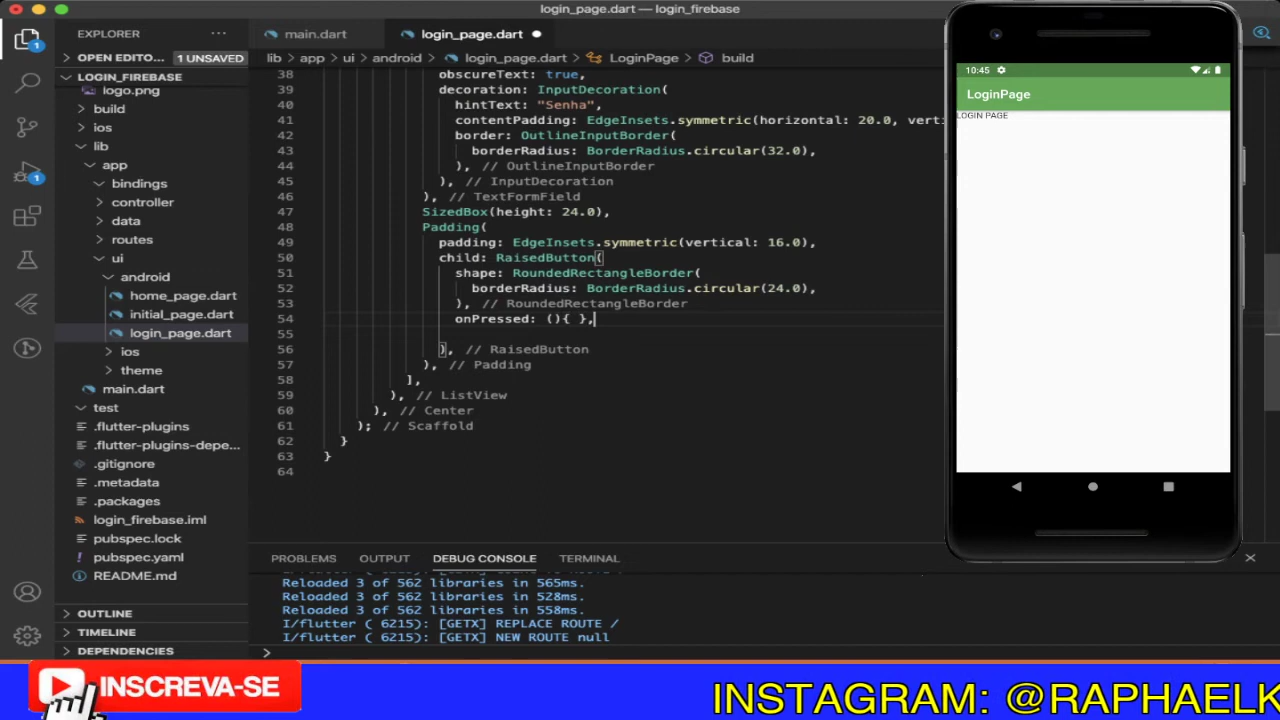 login_page.dart — login_firebase
EXPLORER
OPEN EDITO... 1 UNSAVED
LOGIN_FIREBASE
logo.png
build
ios
lib
app
bindings
controller
data
routes
ui
android
home_page.dart
initial_page.dart
login_page.dart
ios
theme
main.dart
test
.flutter-plugins
.flutter-plugins-depe...
.gitignore
.metadata
.packages
login_firebase.iml
pubspec.lock
pubspec.yaml
README.md
OUTLINE
TIMELINE
DEPENDENCIES
1
1
main.dart login_page.dart
lib > app > ui > android > login_page.dart > LoginPage > build
38 obscureText: true,
39 decoration: InputDecoration(
40 hintText: "Senha",
41 contentPadding: EdgeInsets.symmetric(horizontal: 20.0, verti
42 border: OutlineInputBorder(
43 borderRadius: BorderRadius.circular(32.0),
44 ), // OutlineInputBorder
45 ), // InputDecoration
46 ), // TextFormField
47 SizedBox(height: 24.0),
48 Padding(
49 padding: EdgeInsets.symmetric(vertical: 16.0),
50 child: RaisedButton(
51 shape: RoundedRectangleBorder(
52 borderRadius: BorderRadius.circular(24.0),
53 ), // RoundedRectangleBorder
54 onPressed: (){ },
55
56 ), // RaisedButton
57 ), // Padding
58 ],
59 ), // ListView
60 ), // Center
61 ); // Scaffold
62 }
63 }
64
PROBLEMS OUTPUT DEBUG CONSOLE TERMINAL
Reloaded 3 of 562 libraries in 565ms.
Reloaded 3 of 562 libraries in 528ms.
Reloaded 3 of 562 libraries in 558ms.
I/flutter ( 6215): [GETX] REPLACE ROUTE /
I/flutter ( 6215): [GETX] NEW ROUTE null
>
10:45
LoginPage
LOGIN PAGE
INSCREVA-SE
INSTAGRAM: @RAPHAELK